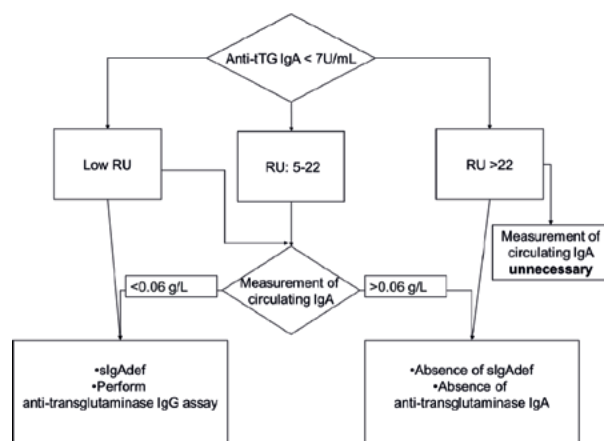 Anti-tTG IgA < 7U/mL
Low RU
RU: 5-22
RU >22
Measurement of
circulating IgA
unnecessary
<0.06 g/L
Measurement of
circulating IgA
>0.06 g/L
•sIgAdef
•Perform
anti-transglutaminase IgG assay
•Absence of sIgAdef
•Absence of
anti-transglutaminase IgA